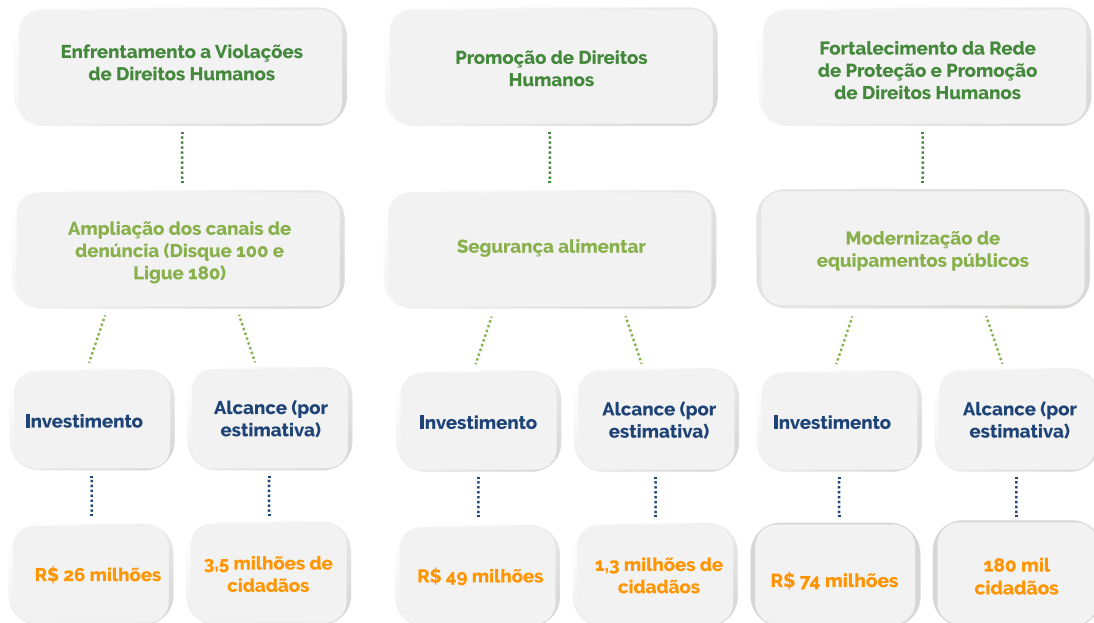 Enfrentamento a Violações
de Direitos Humanos
Promoção de Direitos
Humanos
Fortalecimento da Rede
de Proteção e Promoção
de Direitos Humanos
Ampliação dos canais de
denúncia (Disque 100 e
Ligue 180)
Segurança alimentar
Modernização de
equipamentos públicos
Investimento
Alcance (por
estimativa)
Investimento
Alcance (por
estimativa)
Investimento
Alcance (por
estimativa)
R$ 26 milhões
3,5 milhões de
cidadãos
R$ 49 milhões
1,3 milhões de
cidadãos
R$ 74 milhões
180 mil
cidadãos